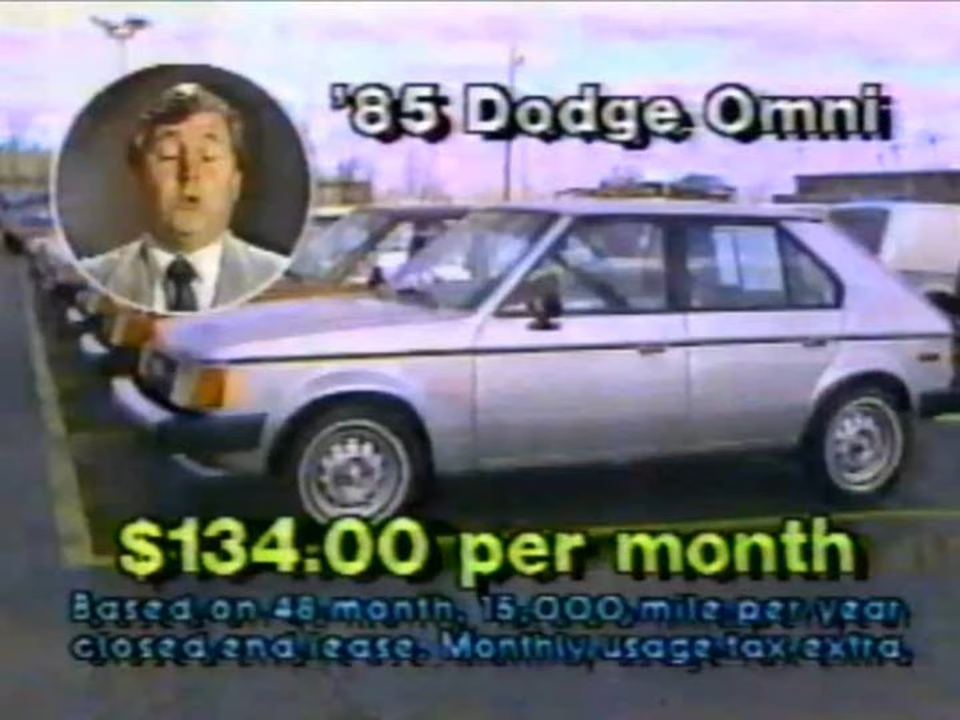 '85 Dodge Omni
$134.00 per month
Based on 48 month, 15,000 mile per year
closed end lease. Monthly usage tax extra.